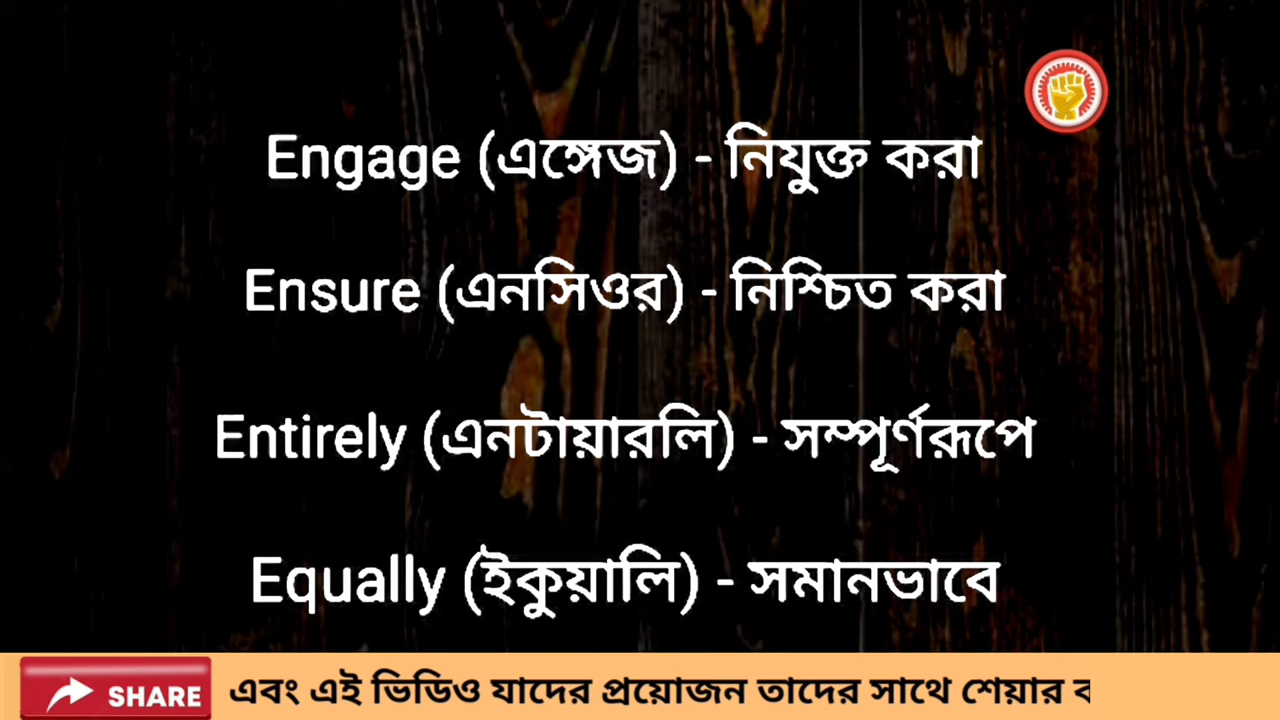 Engage (এঙ্গেজ) - নিযুক্ত করা
Ensure (এনসিওর) - নিশ্চিত করা
Entirely (এনটায়ারলি) - সম্পূর্ণরূপে
Equally (ইকুয়ালি) - সমানভাবে
SHARE এবং এই ভিডিও যাদের প্রয়োজন তাদের সাথে শেয়ার